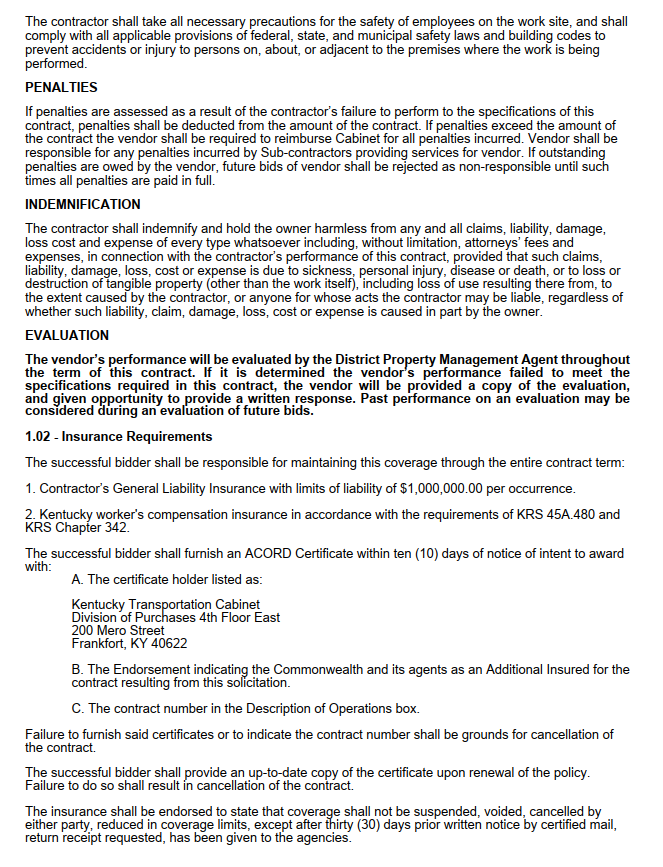 The contractor shall take all necessary precautions for the safety of employees on the work site, and shall
comply with all applicable provisions of federal, state, and municipal safety laws and building codes to
prevent accidents or injury to persons on, about, or adjacent to the premises where the work is being
performed.
PENALTIES
If penalties are assessed as a result of the contractor's failure to perform to the specifications of this
contract, penalties shall be deducted from the amount of the contract. If penalties exceed the amount of
the contract the vendor shall be required to reimburse Cabinet for all penalties incurred. Vendor shall be
responsible for any penalties incurred by Sub-contractors providing services for vendor. If outstanding
penalties are owed by the vendor, future bids of vendor shall be rejected as non-responsible until such
times all penalties are paid in full.
INDEMNIFICATION
The contractor shall indemnify and hold the owner harmless from any and all claims, liability, damage,
loss cost and expense of every type whatsoever including, without limitation, attorneys' fees and
expenses, in connection with the contractor's performance of this contract, provided that such claims,
liability, damage, loss, cost or expense is due to sickness, personal injury, disease or death, or to loss or
destruction of tangible property (other than the work itself), including loss of use resulting there from, to
the extent caused by the contractor, or anyone for whose acts the contractor may be liable, regardless of
whether such liability, claim, damage, loss, cost or expense is caused in part by the owner.
EVALUATION
The vendor's performance will be evaluated by the District Property Management Agent throughout
the term of this contract. If it is determined the vendor's performance failed to meet the
specifications required in this contract, the vendor will be provided a copy of the evaluation,
and given opportunity to provide a written response. Past performance on an evaluation may be
considered during an evaluation of future bids.
1.02 - Insurance Requirements
The successful bidder shall be responsible for maintaining this coverage through the entire contract term:
1. Contractor's General Liability Insurance with limits of liability of $1,000,000.00 per occurrence.
2. Kentucky worker's compensation insurance in accordance with the requirements of KRS 45A.480 and
KRS Chapter 342.
The successful bidder shall furnish an ACORD Certificate within ten (10) days of notice of intent to award
with:
A. The certificate holder listed as:
Kentucky Transportation Cabinet
Division of Purchases 4th Floor East
200 Mero Street
Frankfort, KY 40622
B. The Endorsement indicating the Commonwealth and its agents as an Additional Insured for the
contract resulting from this solicitation.
C. The contract number in the Description of Operations box.
Failure to furnish said certificates or to indicate the contract number shall be grounds for cancellation of
the contract.
The successful bidder shall provide an up-to-date copy of the certificate upon renewal of the policy.
Failure to do so shall result in cancellation of the contract.
The insurance shall be endorsed to state that coverage shall not be suspended, voided, cancelled by
either party, reduced in coverage limits, except after thirty (30) days prior written notice by certified mail,
return receipt requested, has been given to the agencies.